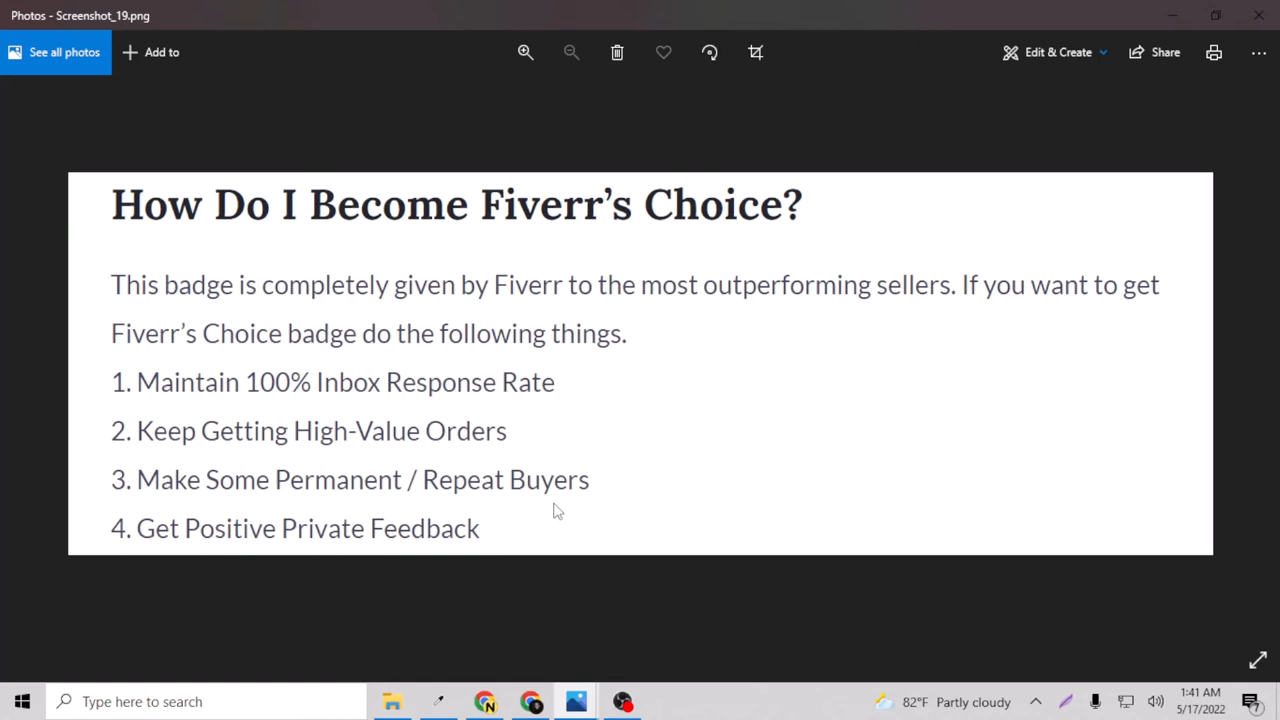 Photos - Screenshot_19.png
See all photos
Add to
Edit & Create
Share
How Do I Become Fiverr’s Choice?
This badge is completely given by Fiverr to the most outperforming sellers. If you want to get
Fiverr’s Choice badge do the following things.
1. Maintain 100% Inbox Response Rate
2. Keep Getting High-Value Orders
3. Make Some Permanent / Repeat Buyers
4. Get Positive Private Feedback
Type here to search
82°F Partly cloudy
1:41 AM
5/17/2022
7
N